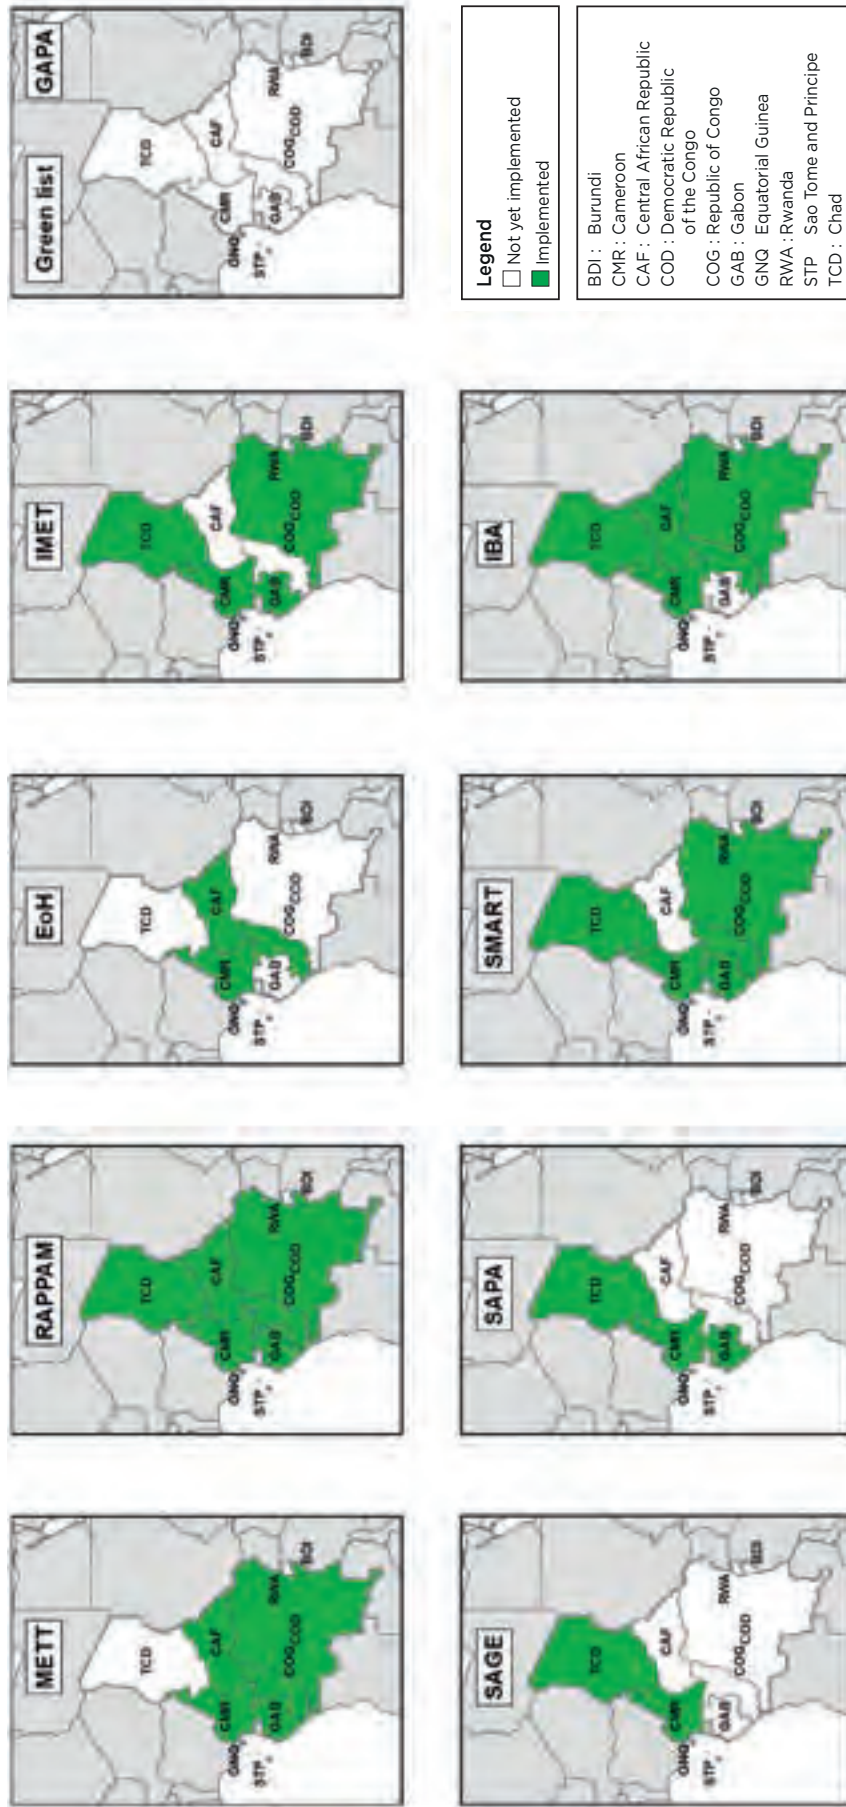 METT
TCD
CAF
CMR
GNQ
STP
GAB
COG
COD
RWA
BDI
RAPPAM
TCD
CAF
CMR
GNQ
STP
GAB
COG
COD
RWA
BDI
EoH
TCD
CAF
CMR
GNQ
STP
GAB
COG
COD
RWA
BDI
IMET
TCD
CAF
CMR
GNQ
STP
GAB
COG
COD
RWA
BDI
Green list
GAPA
TCD
CAF
CMR
GNQ
STP
GAB
COG
COD
RWA
BDI
SAGE
TCD
CAF
CMR
GNQ
STP
GAB
COG
COD
RWA
BDI
SAPA
TCD
CAF
CMR
GNQ
STP
GAB
COG
COD
RWA
BDI
SMART
TCD
CAF
CMR
GNQ
STP
GAB
COG
COD
RWA
BDI
IBA
TCD
CAF
CMR
GNQ
STP
GAB
COG
COD
RWA
BDI
Legend
Not yet implemented
Implemented
BDI : Burundi
CMR : Cameroon
CAF : Central African Republic
COD : Democratic Republic
of the Congo
COG : Republic of Congo
GAB : Gabon
GNQ Equatorial Guinea
RWA : Rwanda
STP Sao Tome and Principe
TCD : Chad